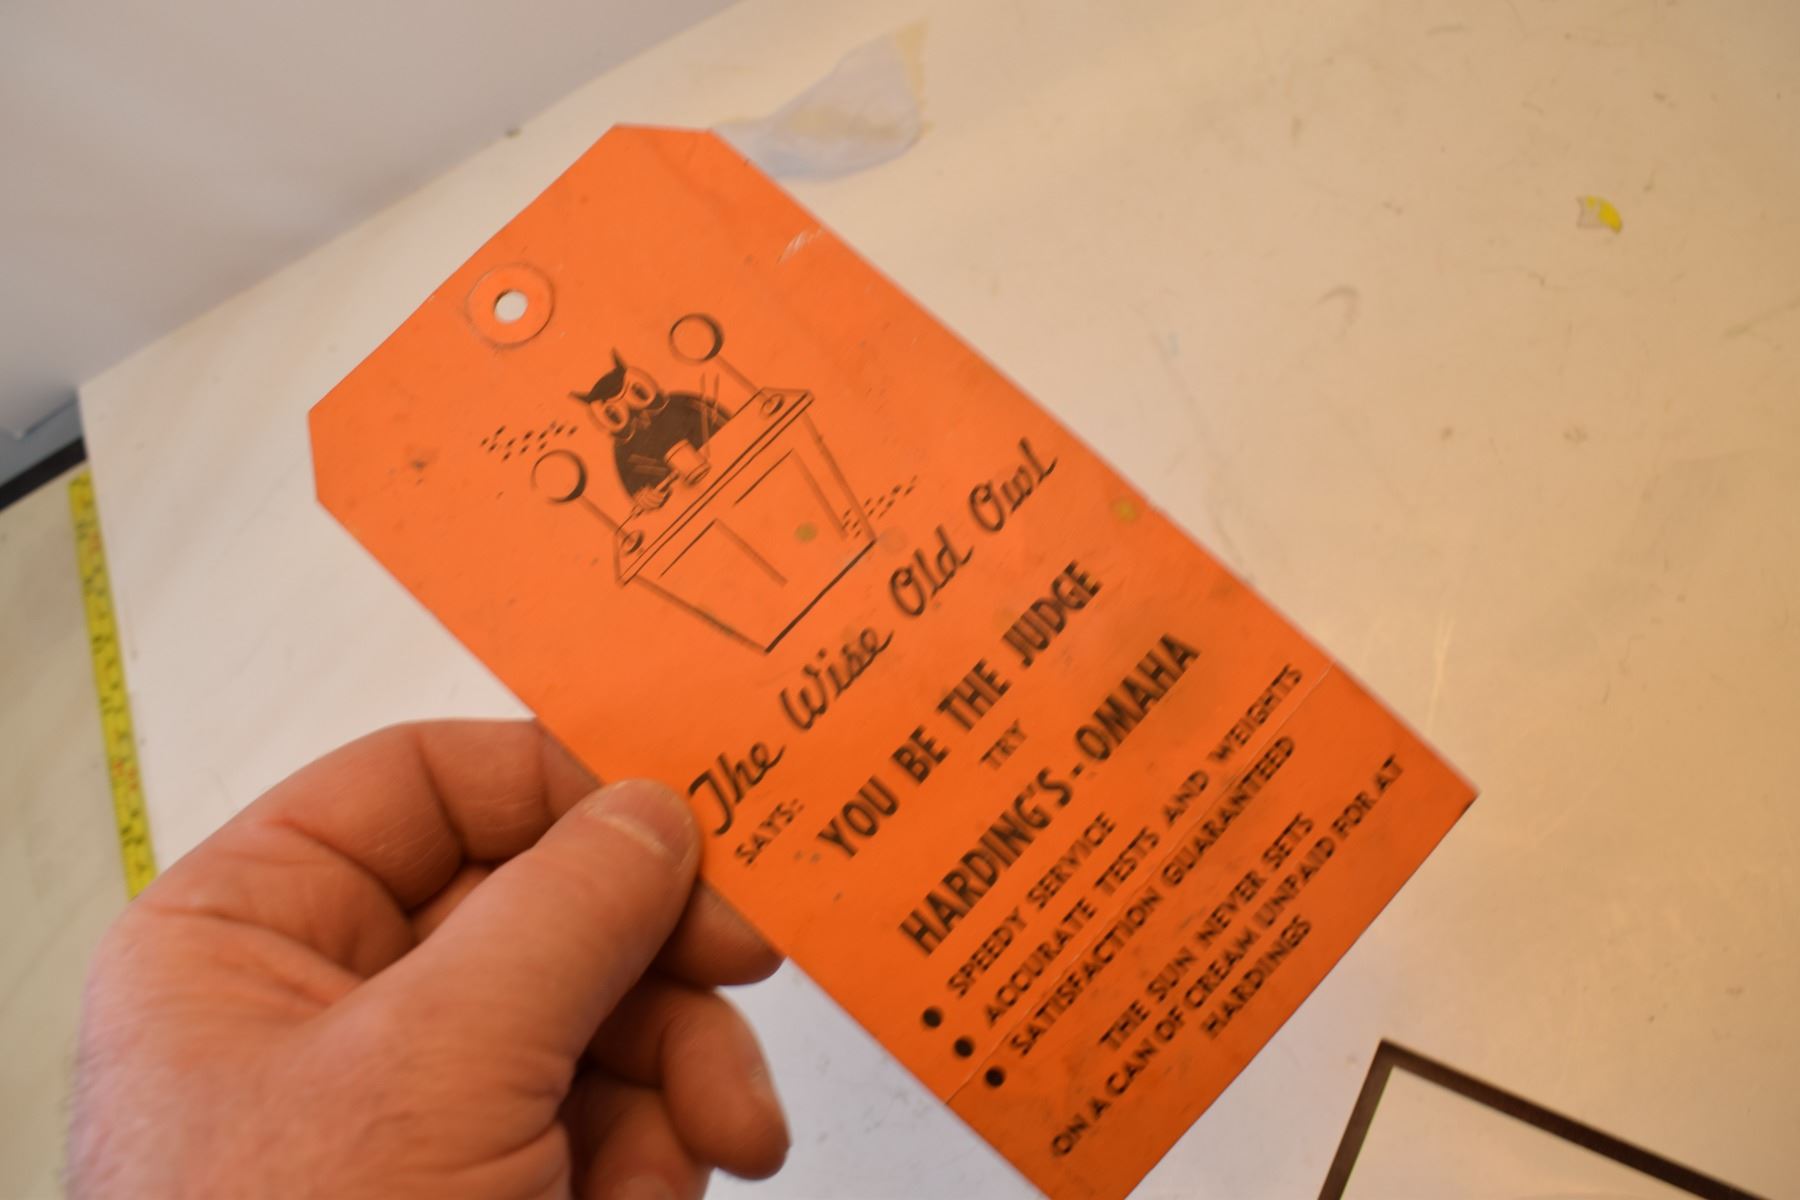 The Wise Old Owl
SAYS:
YOU BE THE JUDGE
TRY
HARDING'S - OMAHA
• SPEEDY SERVICE
• ACCURATE TESTS AND WEIGHTS
• SATISFACTION GUARANTEED
THE SUN NEVER SETS
ON A CAN OF CREAM UNPAID FOR AT
HARDINGS